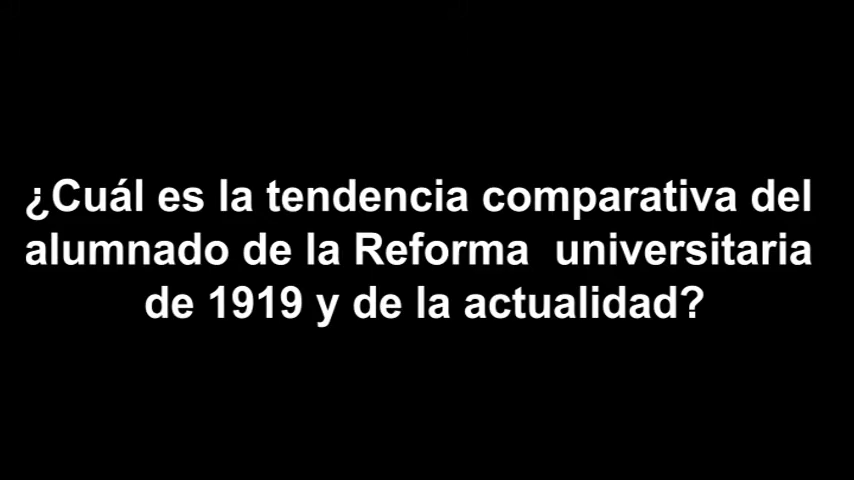 ¿Cuál es la tendencia comparativa del
alumnado de la Reforma universitaria
de 1919 y de la actualidad?